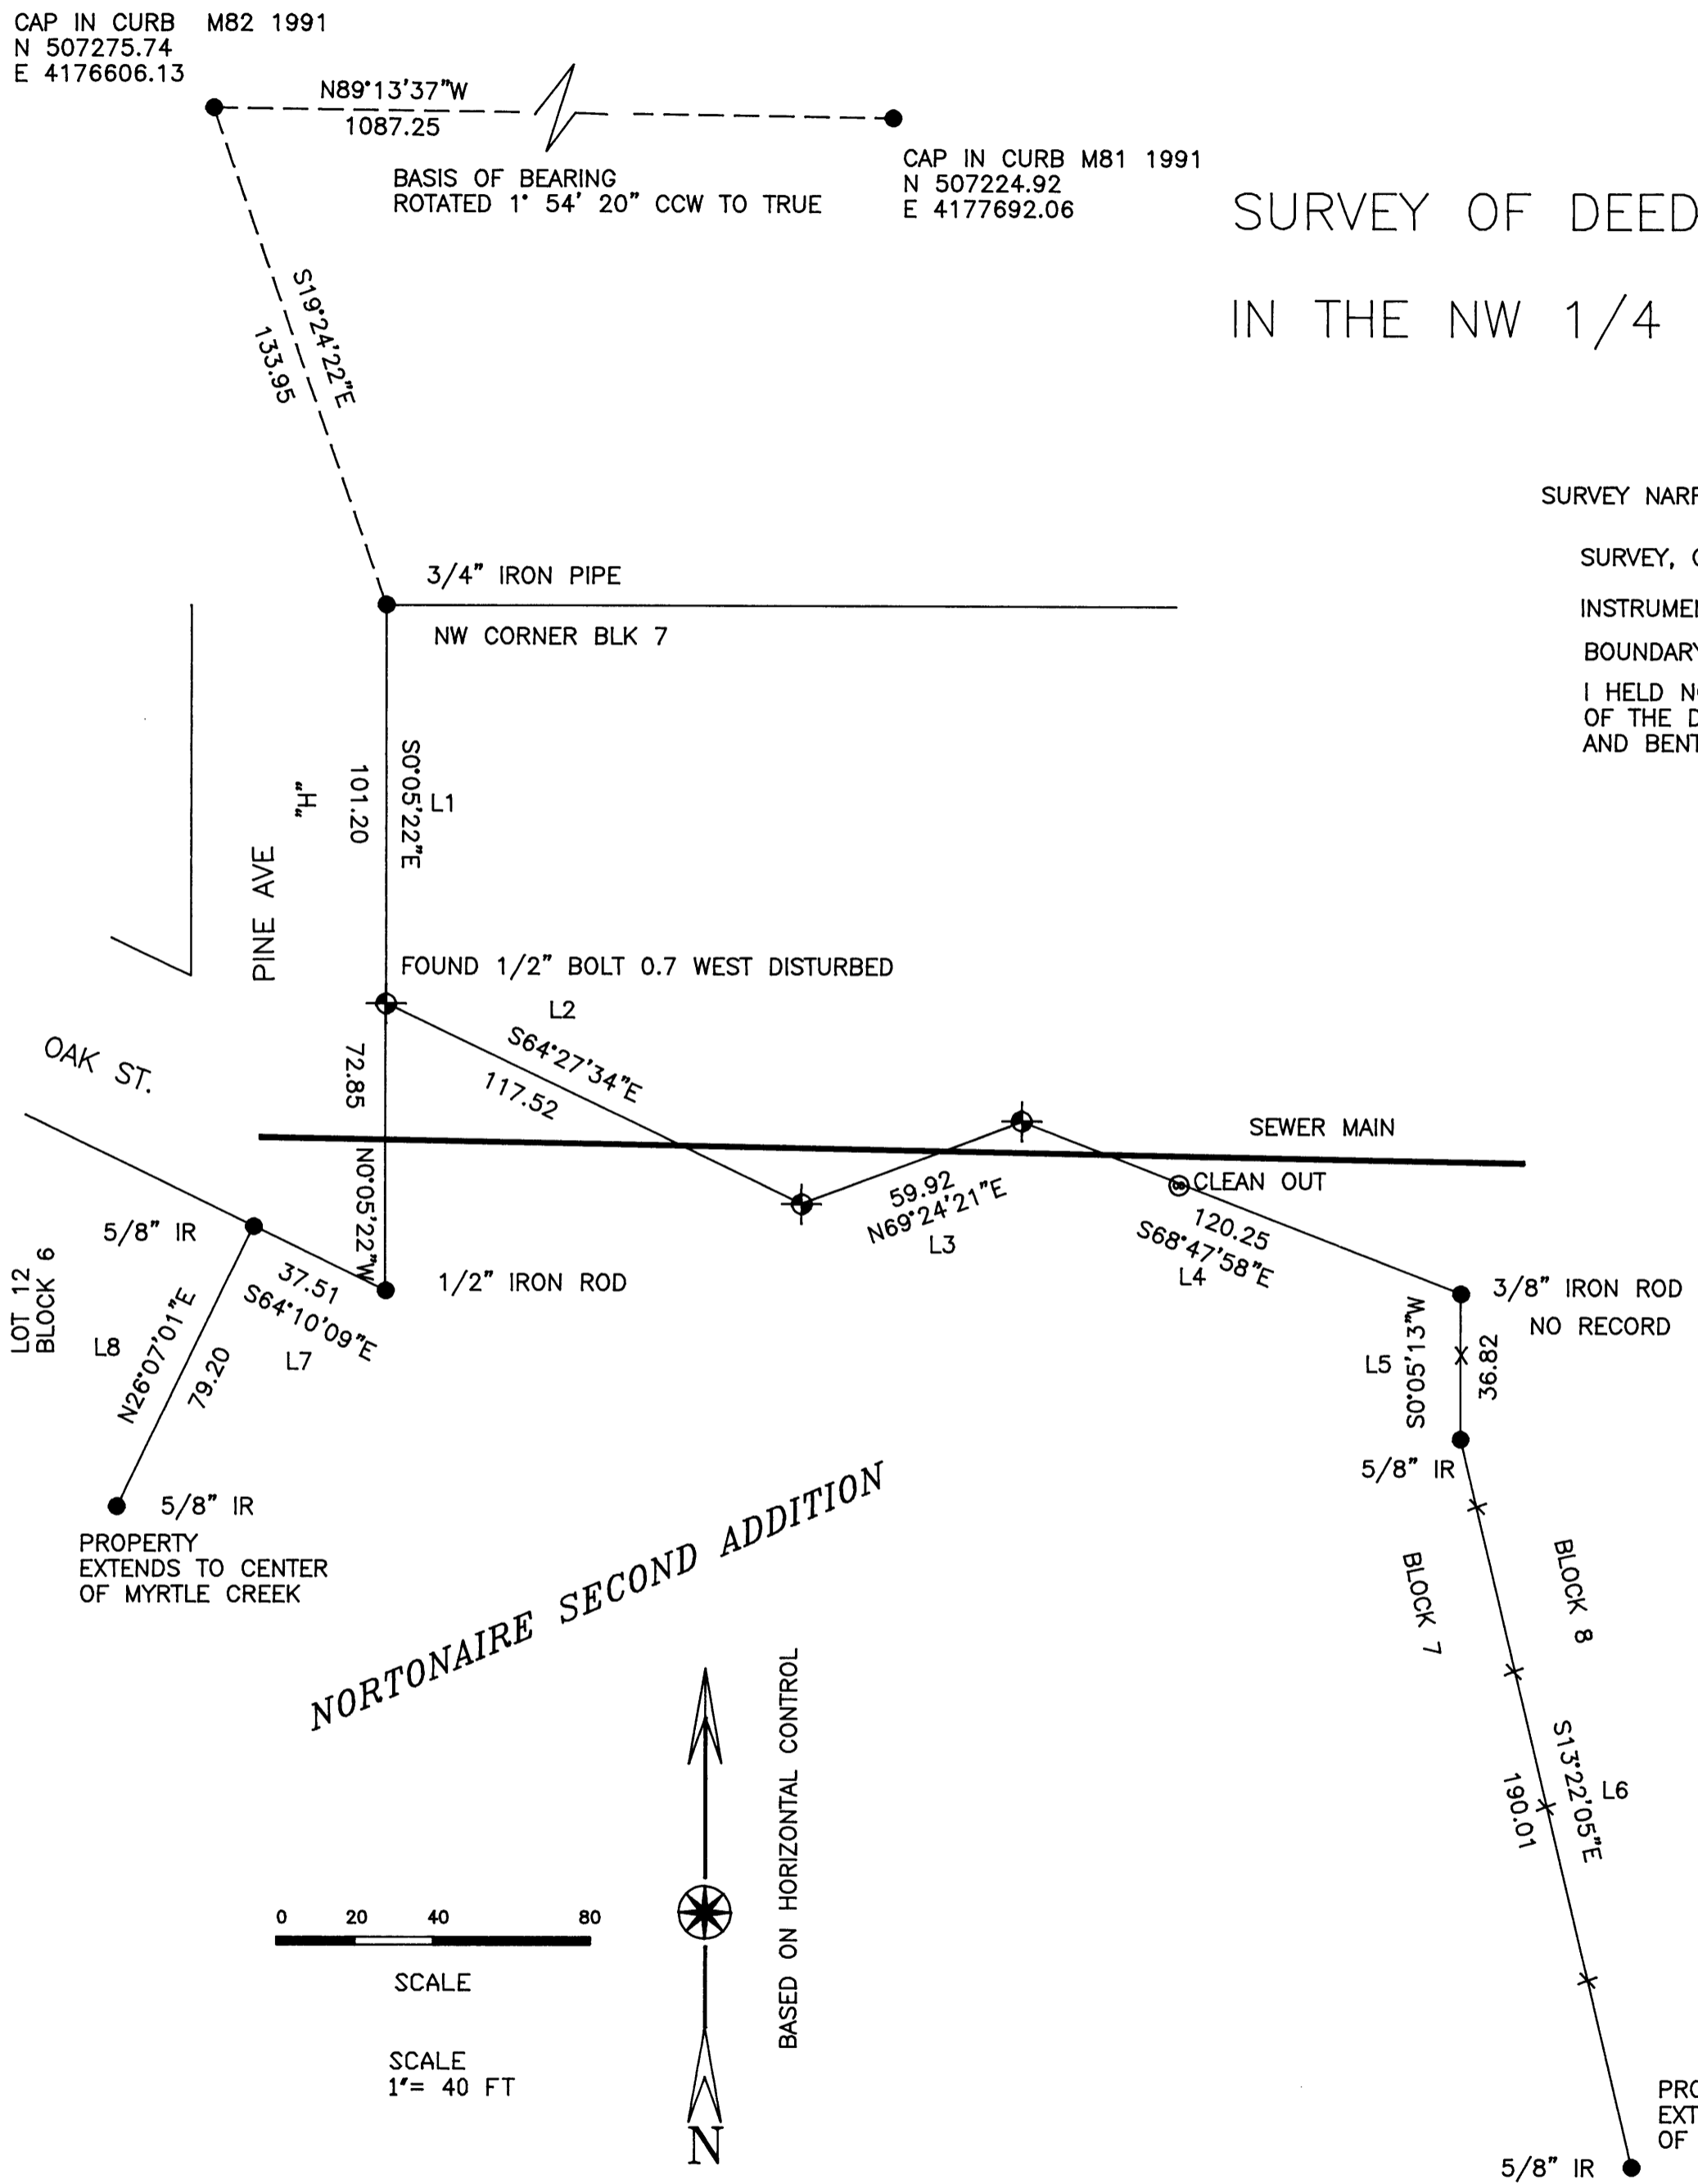 CAP IN CURB M82 1991
N 507275.74
E 4176606.13
N89°13'37"W
1087.25
BASIS OF BEARING
ROTATED 1° 54' 20" CCW TO TRUE
CAP IN CURB M81 1991
N 507224.92
E 4177692.06
SURVEY OF DEED
IN THE NW 1/4
S19°24'22"E
133.95
SURVEY NARR
SURVEY, C
INSTRUMEN
BOUNDARY
I HELD NO
OF THE D
AND BENT
3/4" IRON PIPE
NW CORNER BLK 7
S0°05'22"E
L1
101.20
"H"
PINE AVE
FOUND 1/2" BOLT 0.7 WEST DISTURBED
L2
S64°27'34"E
117.52
OAK ST.
72.85
N0°05'22"W
SEWER MAIN
CLEAN OUT
59.92
N69°24'21"E
L3
120.25
S68°47'58"E
L4
5/8" IR
37.51
S64°10'09"E
L7
1/2" IRON ROD
3/8" IRON ROD
NO RECORD
LOT 12
BLOCK 6
L8
N26°07'01"E
79.20
L5
S0°05'13"W
36.82
5/8" IR
5/8" IR
PROPERTY
EXTENDS TO CENTER
OF MYRTLE CREEK
NORTONAIRE SECOND ADDITION
BLOCK 7
BLOCK 8
S13°22'05"E
L6
190.01
BASED ON HORIZONTAL CONTROL
0 20 40 80
SCALE
SCALE
1"= 40 FT
N
PRO
EXT
OF
5/8" IR